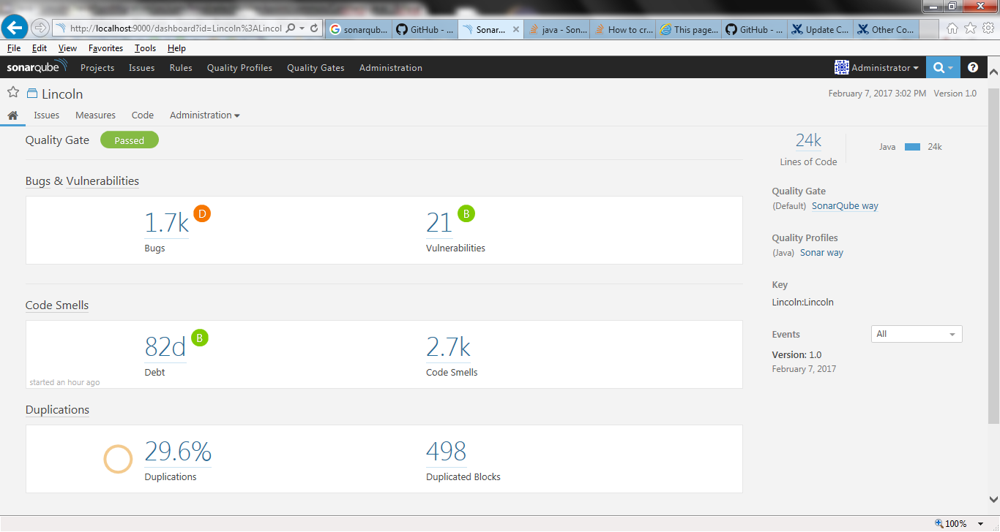 http://localhost:9000/dashboard?id=Lincoln%3ALincol
sonarqub...
GitHub - ...
Sonar...
java - Son...
How to cr...
This page...
GitHub - ...
Update C...
Other Co...
File Edit View Favorites Tools Help
sonarqube Projects Issues Rules Quality Profiles Quality Gates Administration Administrator ?
Lincoln
February 7, 2017 3:02 PM Version 1.0
Issues Measures Code Administration
Quality Gate Passed
24k
Lines of Code
Java 24k
Bugs & Vulnerabilities
1.7k D
Bugs
21 B
Vulnerabilities
Quality Gate
(Default) SonarQube way
Quality Profiles
(Java) Sonar way
Key
Lincoln:Lincoln
Code Smells
82d B
Debt
started an hour ago
2.7k
Code Smells
Events All
Version: 1.0
February 7, 2017
Duplications
29.6%
Duplications
498
Duplicated Blocks
100%